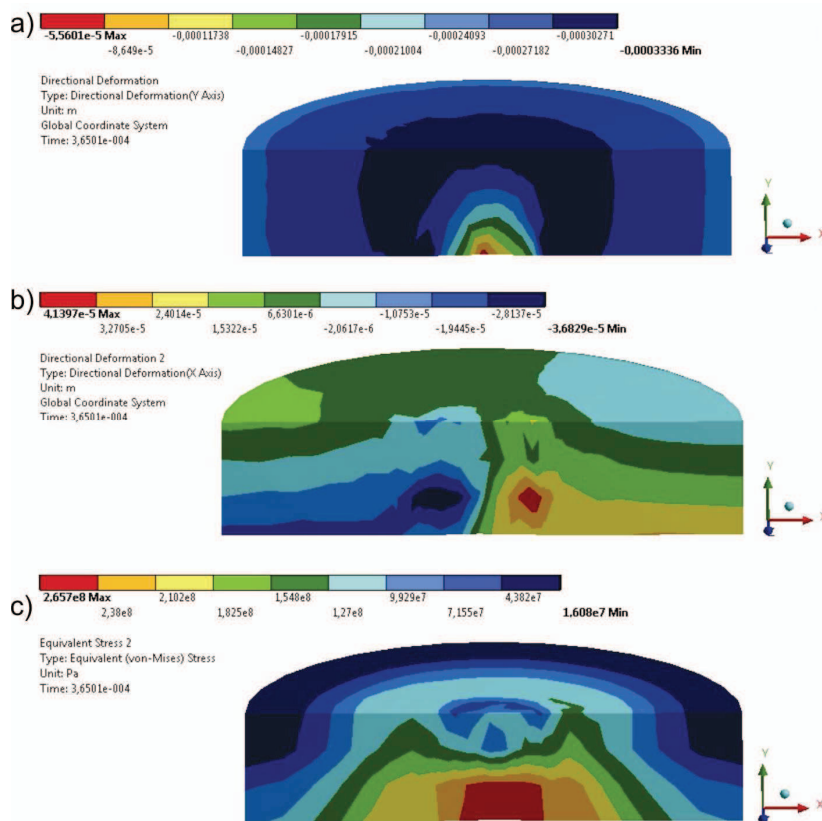 a)
-5,5601e-5 Max -0,00011738 -0,00017915 -0,00024093 -0,00030271
-8,649e-5 -0,00014827 -0,00021004 -0,00027182 -0,0003336 Min
Directional Deformation
Type: Directional Deformation(Y Axis)
Unit: m
Global Coordinate System
Time: 3,6501e-004
Y
X
b)
4,1397e-5 Max 2,4014e-5 6,6301e-6 -1,0753e-5 -2,8137e-5
3,2705e-5 1,5322e-5 -2,0617e-6 -1,9445e-5 -3,6829e-5 Min
Directional Deformation 2
Type: Directional Deformation(X Axis)
Unit: m
Global Coordinate System
Time: 3,6501e-004
Y
X
c)
2,657e8 Max 2,102e8 1,548e8 9,929e7 4,382e7
2,38e8 1,825e8 1,27e8 7,155e7 1,608e7 Min
Equivalent Stress 2
Type: Equivalent (von-Mises) Stress
Unit: Pa
Time: 3,6501e-004
Y
X